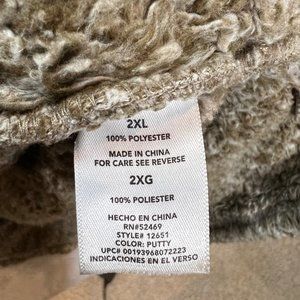 2XL
100% POLYESTER
MADE IN CHINA
FOR CARE SEE REVERSE
2XG
100% POLIESTER
HECHO EN CHINA
RN#52469
STYLE# 12651
COLOR: PUTTY
UPC# 00193968072223
INDICACIONES EN EL VERSO